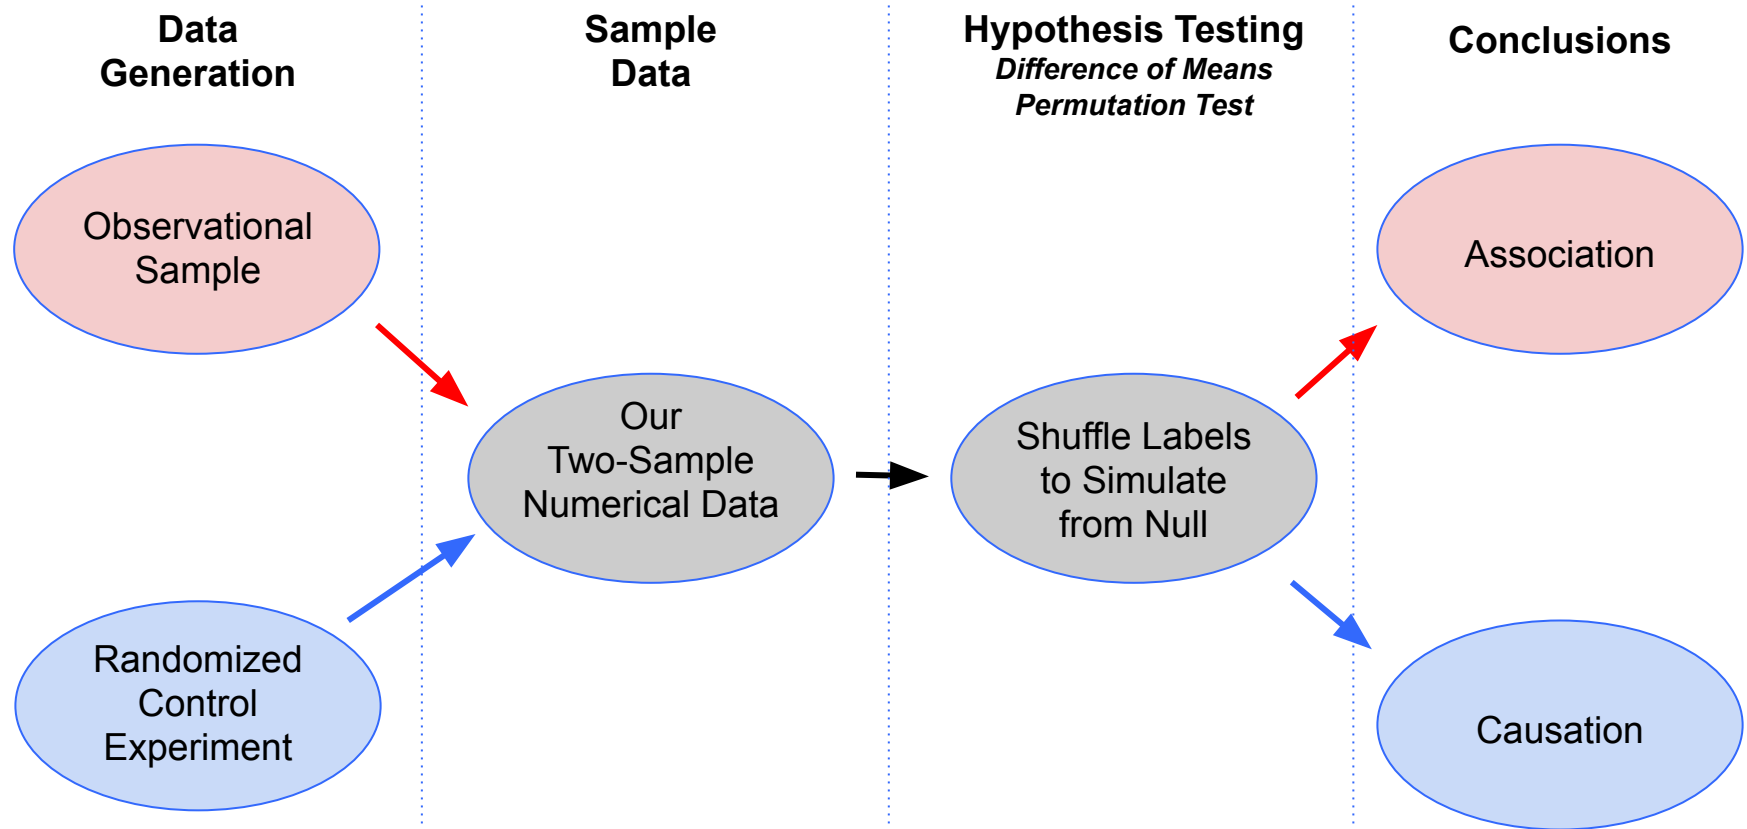 Data
Generation
Sample
Data
Hypothesis Testing
Difference of Means
Permutation Test
Conclusions
Observational
Sample
Association
Our
Two-Sample
Numerical Data
Shuffle Labels
to Simulate
from Null
Randomized
Control
Experiment
Causation